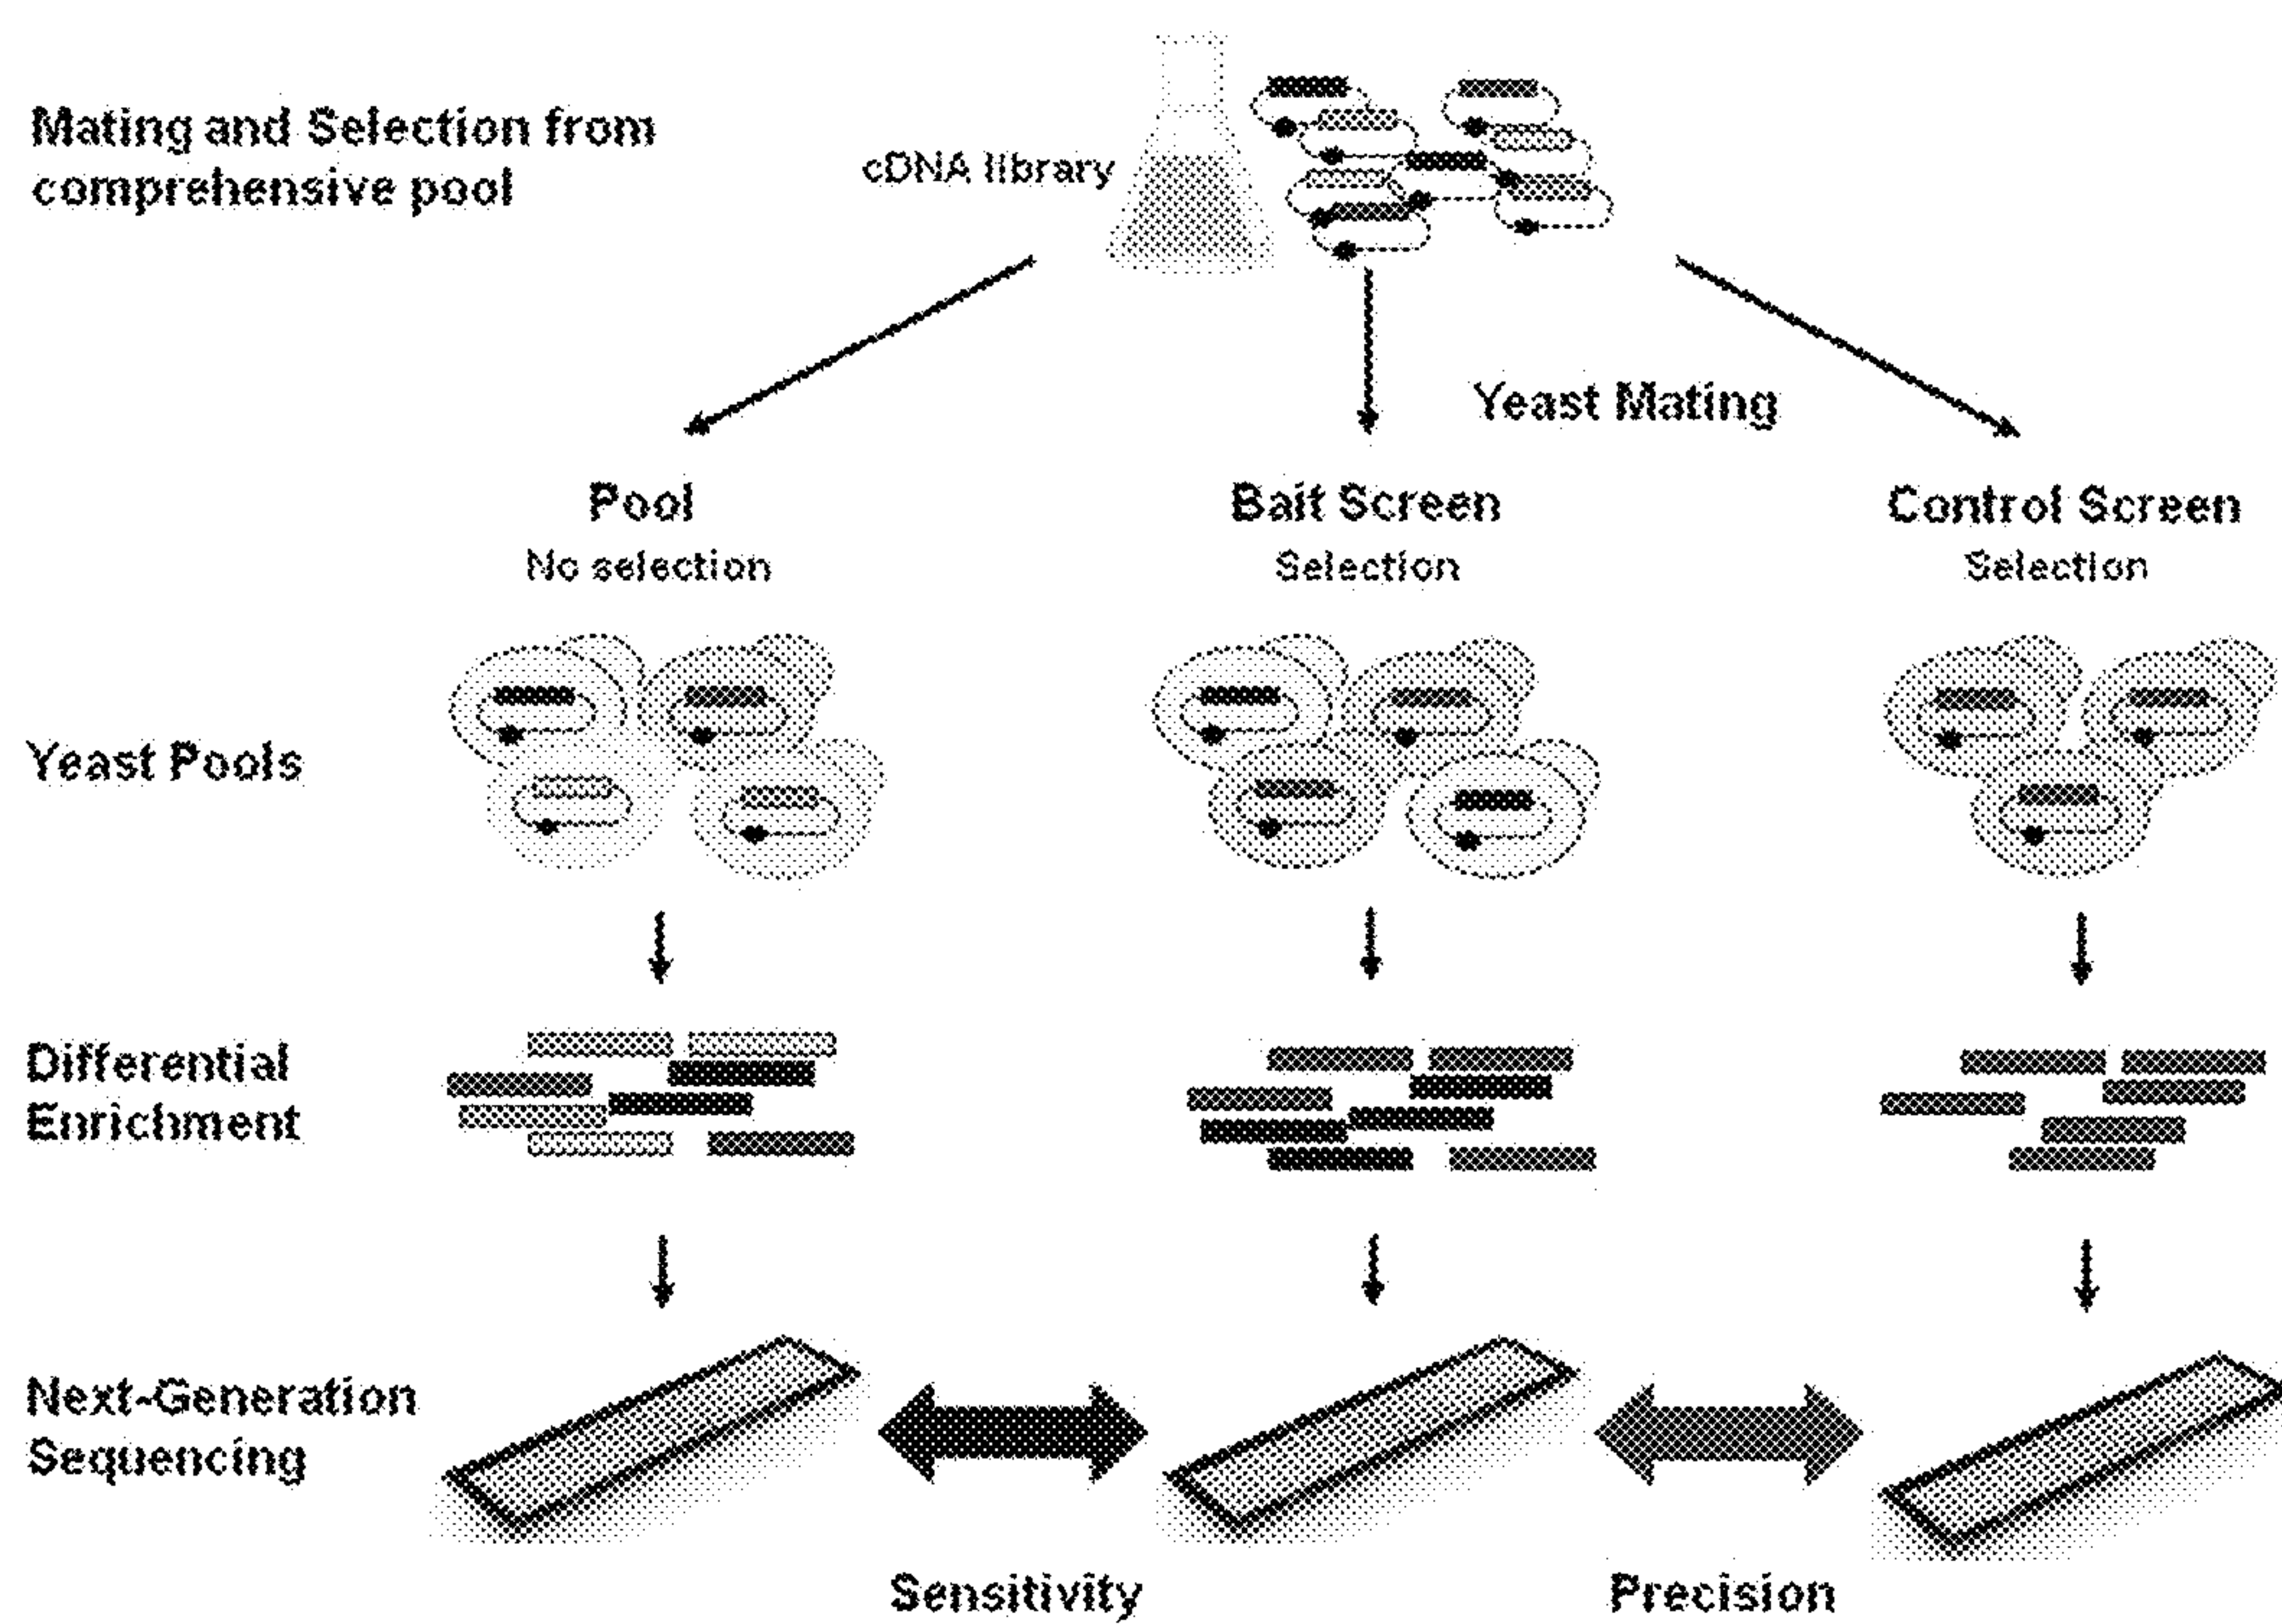 Mating and Selection from
comprehensive pool
cDNA library
Yeast Mating
Pool
No selection
Bait Screen
Selection
Control Screen
Selection
Yeast Pools
Differential
Enrichment
Next-Generation
Sequencing
Sensitivity
Precision